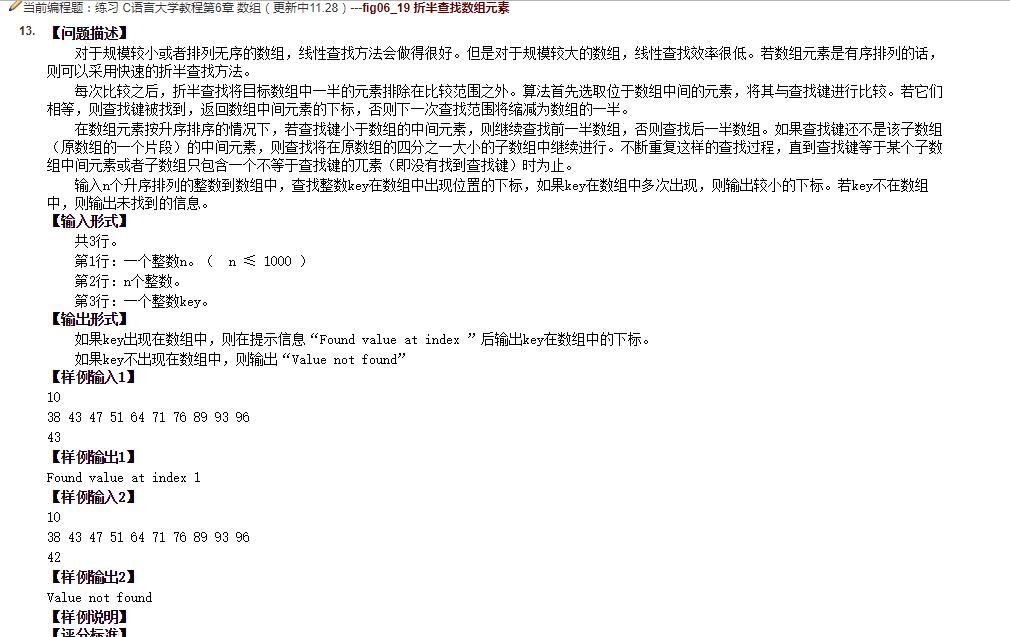 当前编程题：练习 C语言大学教程第6章 数组（更新中11.28）---fig06_19 折半查找数组元素
13. 【问题描述】
对于规模较小或者排列无序的数组，线性查找方法会做得很好。但是对于规模较大的数组，线性查找效率很低。若数组元素是有序排列的话，
则可以采用快速的折半查找方法。
每次比较之后，折半查找将目标数组中一半的元素排除在比较范围之外。算法首先选取位于数组中间的元素，将其与查找键进行比较。若它们
相等，则查找键被找到，返回数组中间元素的下标，否则下一次查找范围将缩减为数组的一半。
在数组元素按升序排序的情况下，若查找键小于数组的中间元素，则继续查找前一半数组，否则查找后一半数组。如果查找键还不是该子数组
（原数组的一个片段）的中间元素，则查找将在原数组的四分之一大小的子数组中继续进行。不断重复这样的查找过程，直到查找键等于某个子数
组中间元素或者子数组只包含一个不等于查找键的兀素（即没有找到查找键）时为止。
输入n个升序排列的整数到数组中，查找整数key在数组中出现位置的下标，如果key在数组中多次出现，则输出较小的下标。若key不在数组
中，则输出未找到的信息。
【输入形式】
共3行。
第1行：一个整数n。（  n ≤ 1000 ）
第2行：n个整数。
第3行：一个整数key。
【输出形式】
如果key出现在数组中，则在提示信息“Found value at index ”后输出key在数组中的下标。
如果key不出现在数组中，则输出“Value not found”
【样例输入1】
10
38 43 47 51 64 71 76 89 93 96
43
【样例输出1】
Found value at index 1
【样例输入2】
10
38 43 47 51 64 71 76 89 93 96
42
【样例输出2】
Value not found
【样例说明】
【评分标准】